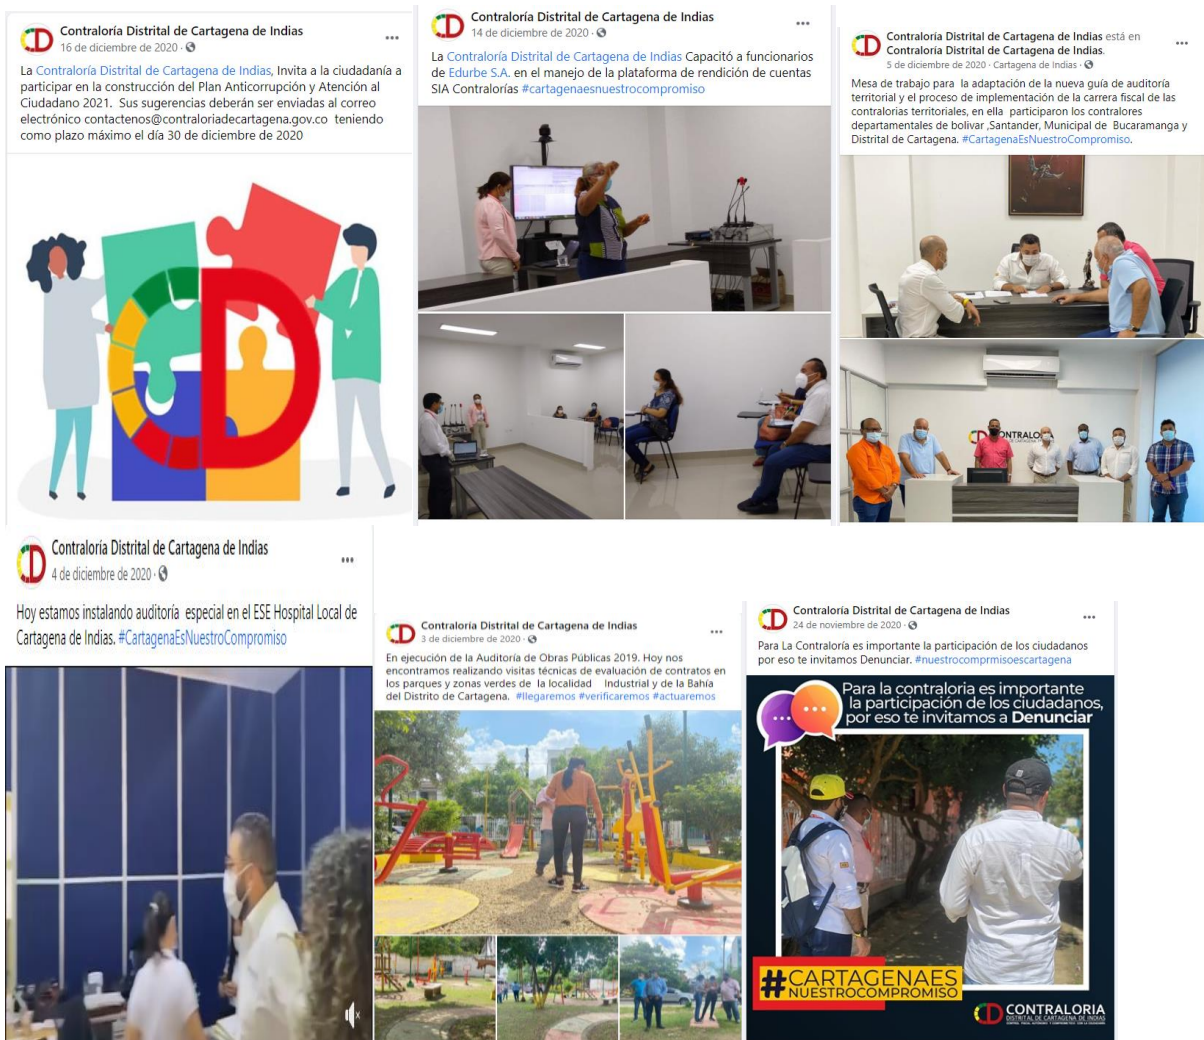 Contraloría Distrital de Cartagena de Indias
16 de diciembre de 2020 ·
La Contraloría Distrital de Cartagena de Indias, Invita a la ciudadanía a
participar en la construcción del Plan Anticorrupción y Atención al
Ciudadano 2021. Sus sugerencias deberán ser enviadas al correo
electrónico contactenos@contraloriadecartagena.gov.co teniendo
como plazo máximo el día 30 de diciembre de 2020
CD
Contraloría Distrital de Cartagena de Indias
14 de diciembre de 2020 ·
La Contraloría Distrital de Cartagena de Indias Capacitó a funcionarios
de Edurbe S.A. en el manejo de la plataforma de rendición de cuentas
SIA Contralorías #cartagenaesnuestrocompromiso
Contraloría Distrital de Cartagena de Indias está en
Contraloría Distrital de Cartagena de Indias.
5 de diciembre de 2020 · Cartagena de Indias ·
Mesa de trabajo para la adaptación de la nueva guía de auditoría
territorial y el proceso de implementación de la carrera fiscal de las
contralorias territoriales, en ella participaron los contralores
departamentales de bolivar ,Santander, Municipal de Bucaramanga y
Distrital de Cartagena. #CartagenaEsNuestroCompromiso.
CONTRALORIA
Contraloría Distrital de Cartagena de Indias
4 de diciembre de 2020 ·
Hoy estamos instalando auditoría especial en el ESE Hospital Local de
Cartagena de Indias. #CartagenaEsNuestroCompromiso
Contraloría Distrital de Cartagena de Indias
3 de diciembre de 2020 ·
En ejecución de la Auditoría de Obras Públicas 2019. Hoy nos
encontramos realizando visitas técnicas de evaluación de contratos en
los parques y zonas verdes de la localidad Industrial y de la Bahía
del Distrito de Cartagena. #llegaremos #verificaremos #actuaremos
Contraloría Distrital de Cartagena de Indias
24 de noviembre de 2020 ·
Para La Contraloría es importante la participación de los ciudadanos
por eso te invitamos Denunciar. #nuestrocomprmisoescartagena
Para la contraloria es importante
la participación de los ciudadanos,
por eso te invitamos a Denunciar
#CARTAGENAES
NUESTROCOMPROMISO
CONTRALORIA
DISTRITAL DE CARTAGENA DE INDIAS